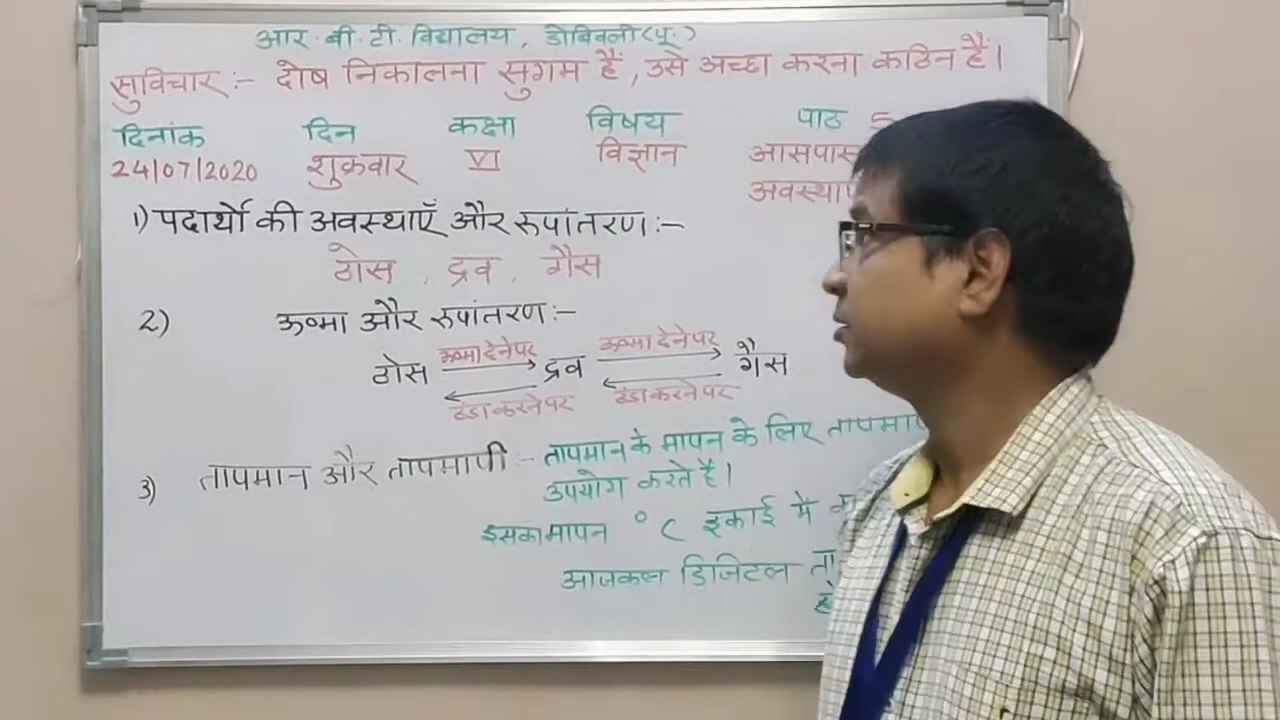 आर. बी. टी. विद्यालय, डोंबिवली (पू.)
सुविचार :- दोष निकालना सुगम हैं, उसे अच्छा करना कठिन हैं।
दिनांक दिन कक्षा विषय पाठ
24/07/2020 शुक्रवार VI विज्ञान आसपास
अवस्था
1) पदार्थो की अवस्थाएँ और रूपांतरण :-
ठोस, द्रव, गैस
2) ऊष्मा और रूपांतरण :-
ऊष्मा देने पर ऊष्मा देने पर
ठोस द्रव गैस
ठंडा करने पर ठंडा करने पर
3) तापमान और तापमापी - तापमान के मापन के लिए तापमाप
उपयोग करते हैं।
इसका मापन °C इकाई में
आजकल डिजिटल ता